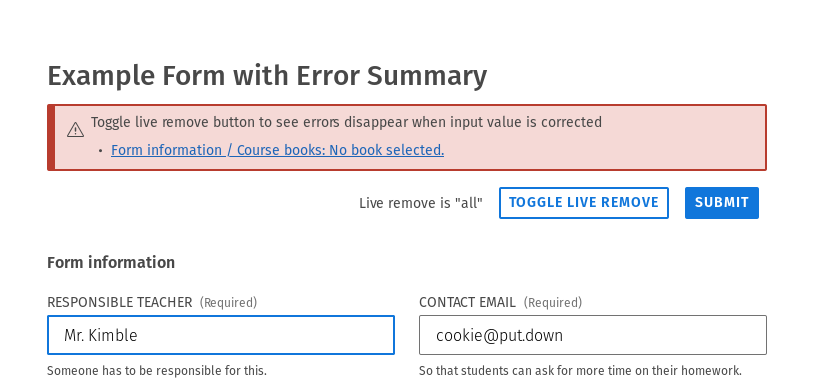 Example Form with Error Summary
Toggle live remove button to see errors disappear when input value is corrected
• Form information / Course books: No book selected.
Live remove is "all" TOGGLE LIVE REMOVE SUBMIT
Form information
RESPONSIBLE TEACHER (Required) CONTACT EMAIL (Required)
Mr. Kimble cookie@put.down
Someone has to be responsible for this. So that students can ask for more time on their homework.